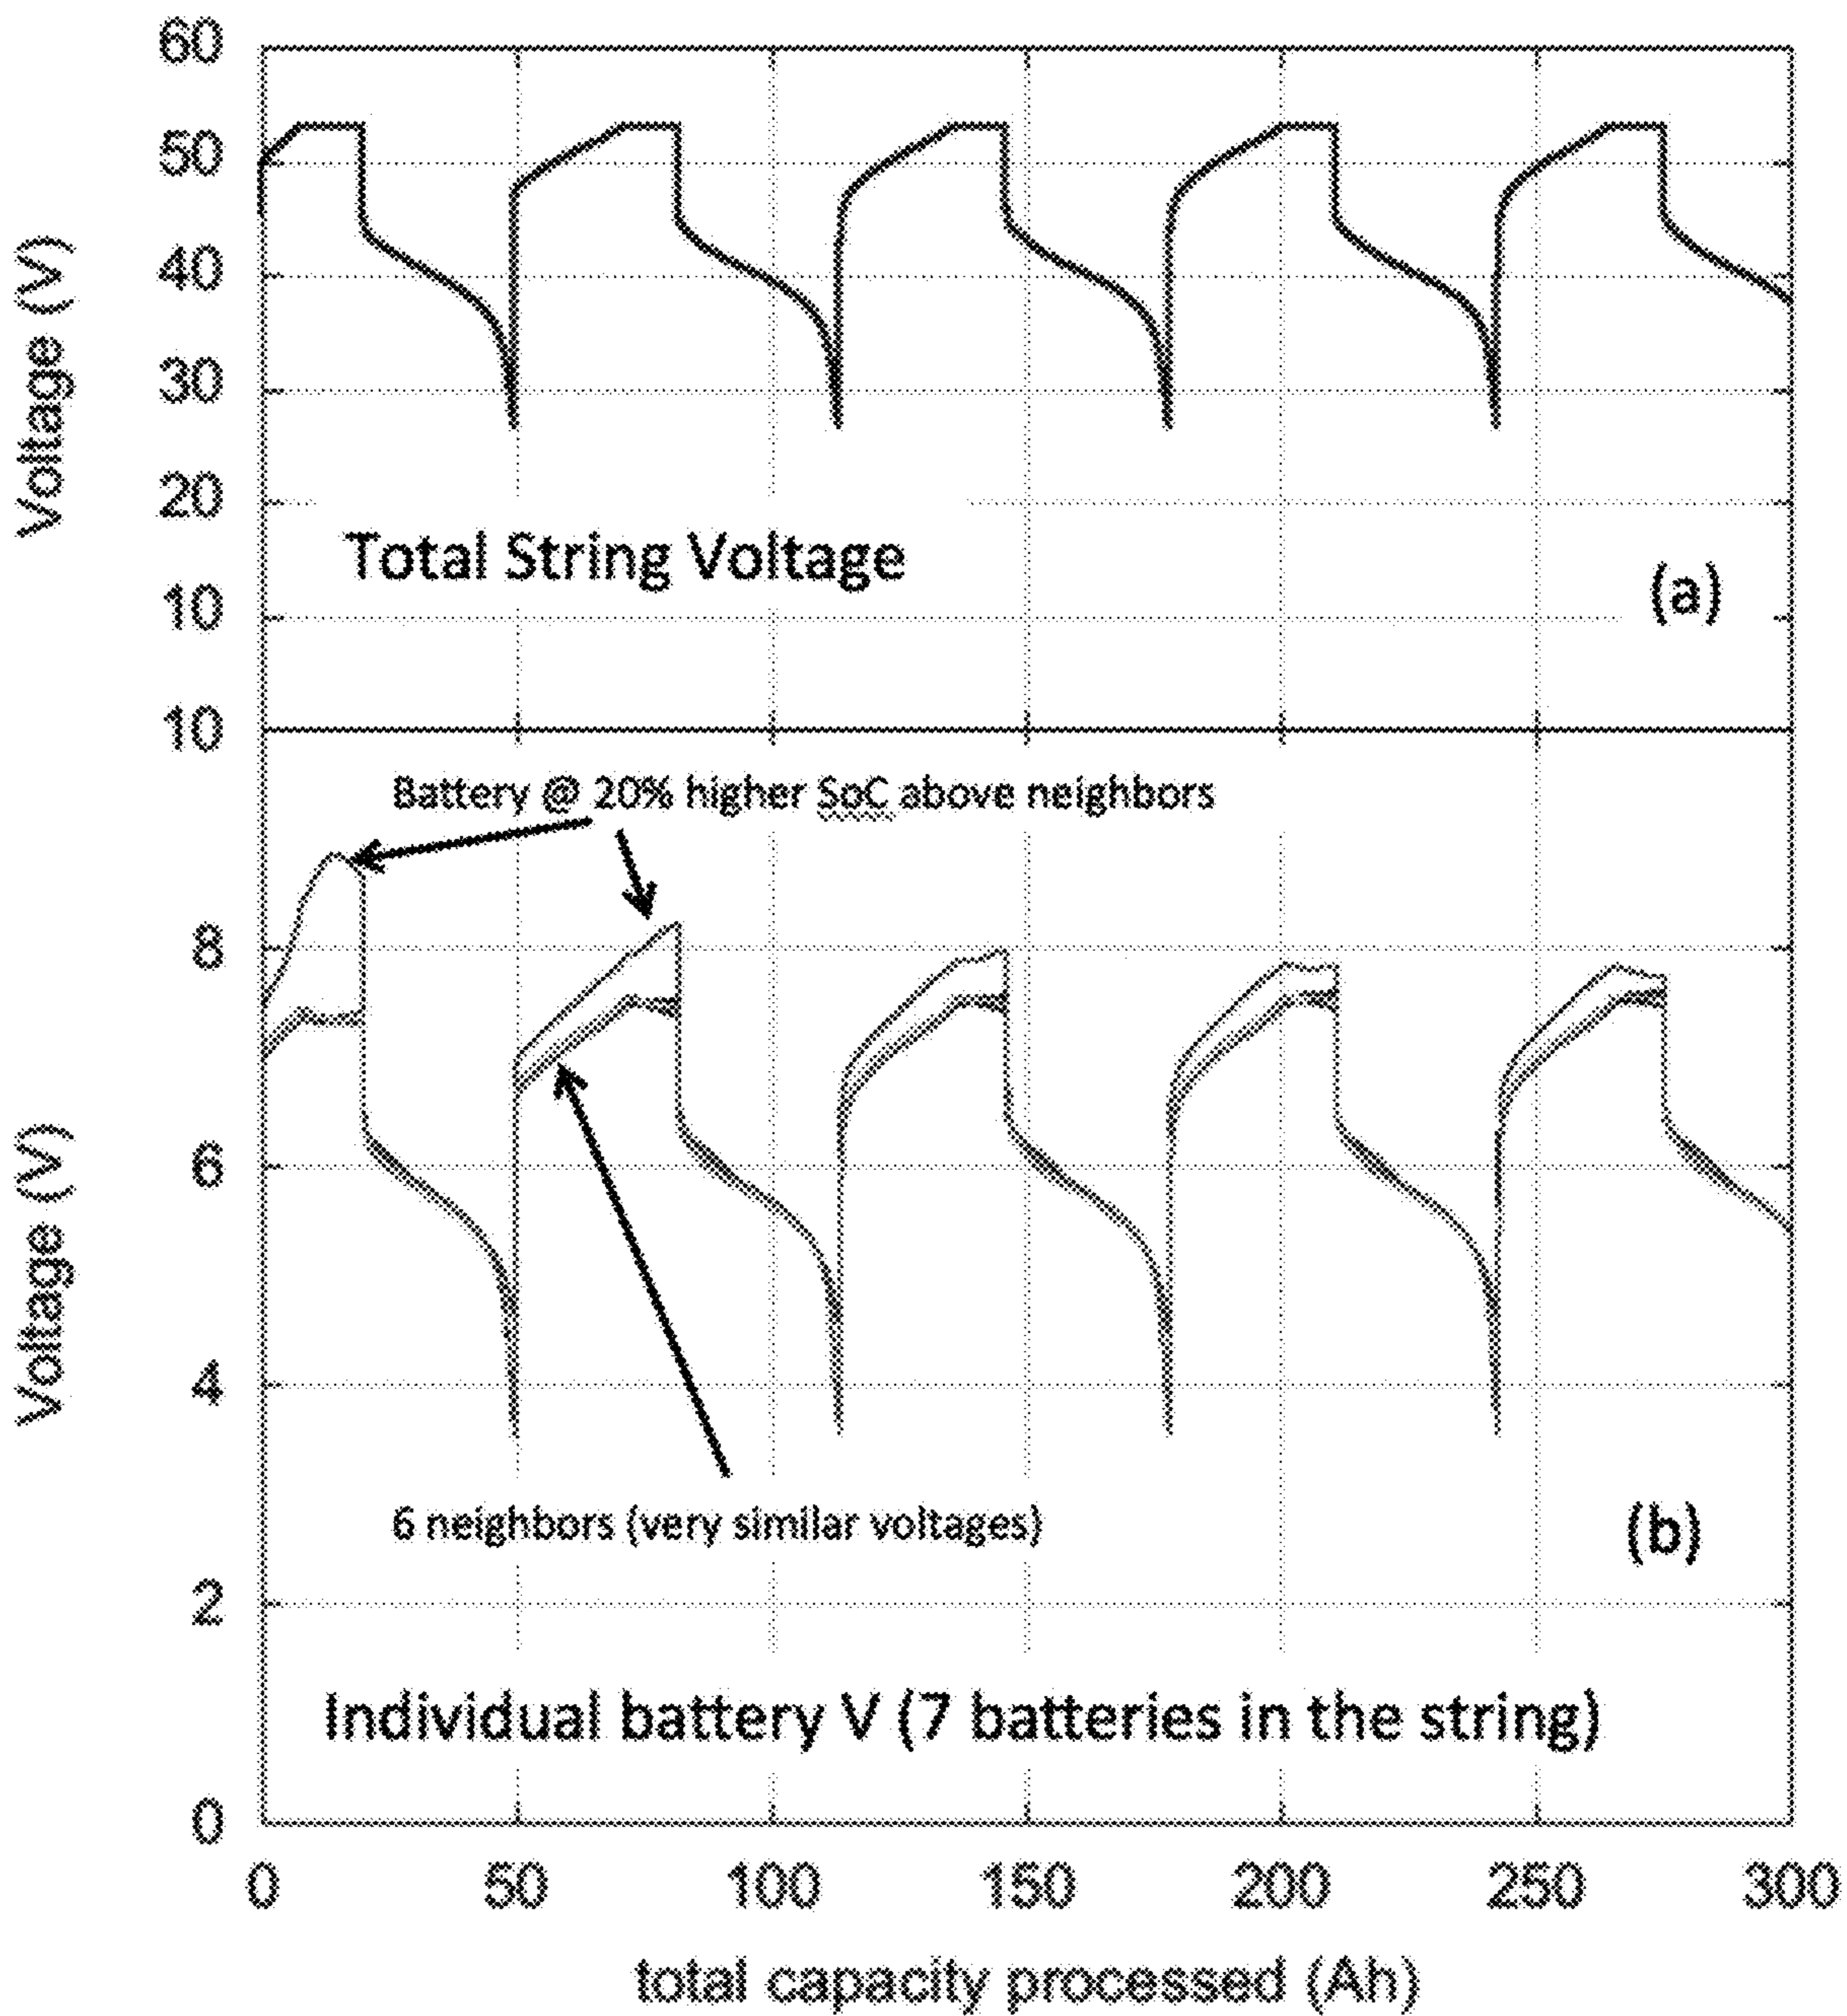 60
50
40
30
20
10
Voltage (V)
Total String Voltage
(a)
10
8
6
4
2
0
Voltage (V)
Battery @ 20% higher SoC above neighbors
6 neighbors (very similar voltages)
(b)
Individual battery V (7 batteries in the string)
0 50 100 150 200 250 300
total capacity processed (Ah)